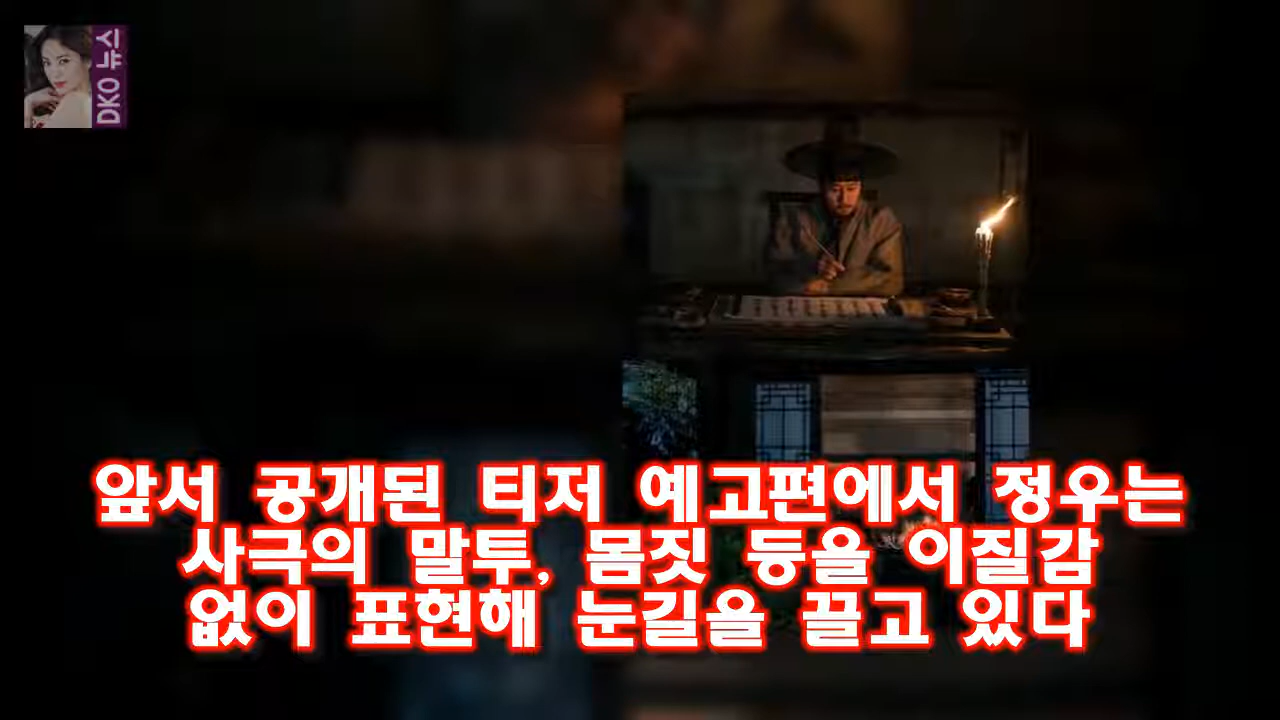 DKO 뉴스
앞서 공개된 티저 예고편에서 정우는
사극의 말투, 몸짓 등을 이질감
없이 표현해 눈길을 끌고 있다